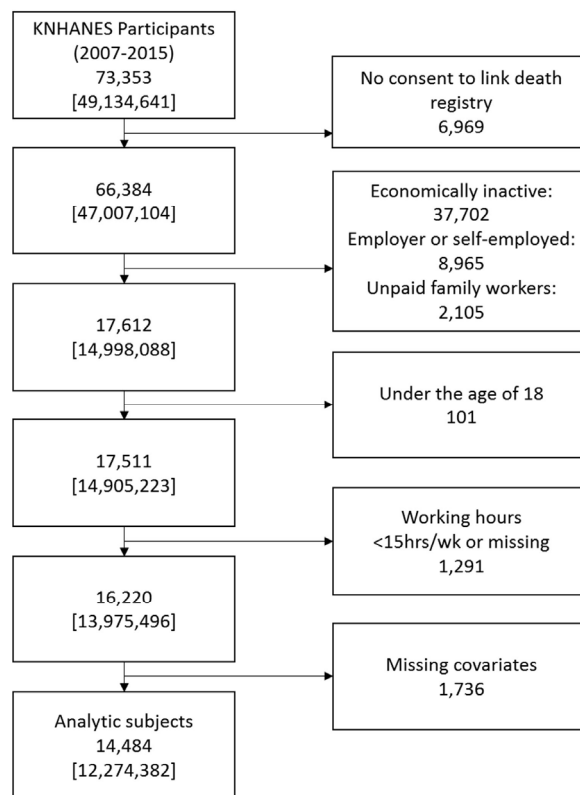 KNHANES Participants
(2007-2015)
73,353
[49,134,641]
No consent to link death
registry
6,969
66,384
[47,007,104]
Economically inactive:
37,702
Employer or self-employed:
8,965
Unpaid family workers:
2,105
17,612
[14,998,088]
Under the age of 18
101
17,511
[14,905,223]
Working hours
<15hrs/wk or missing
1,291
16,220
[13,975,496]
Missing covariates
1,736
Analytic subjects
14,484
[12,274,382]